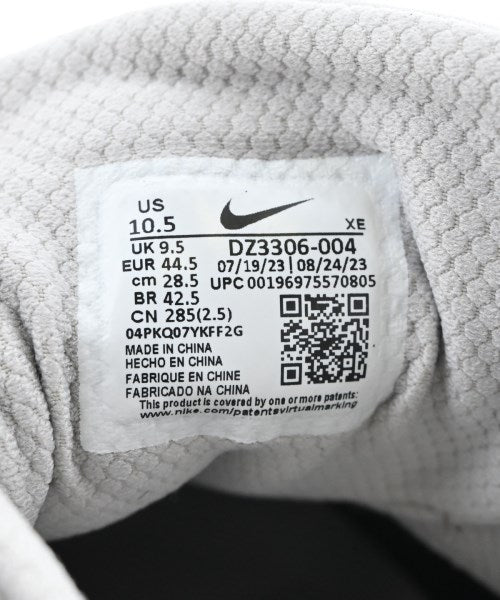 US
10.5
XE
UK 9.5
DZ3306-004
EUR 44.5
07/19/23 | 08/24/23
cm 28.5
UPC 00196975570805
BR 42.5
CN 285(2.5)
04PKQ07YKFF2G
MADE IN CHINA
HECHO EN CHINA
FABRIQUE EN CHINE
FABRICADO NA CHINA
This product is covered by one or more patents:
www.nike.com/patentsvirtualmarking